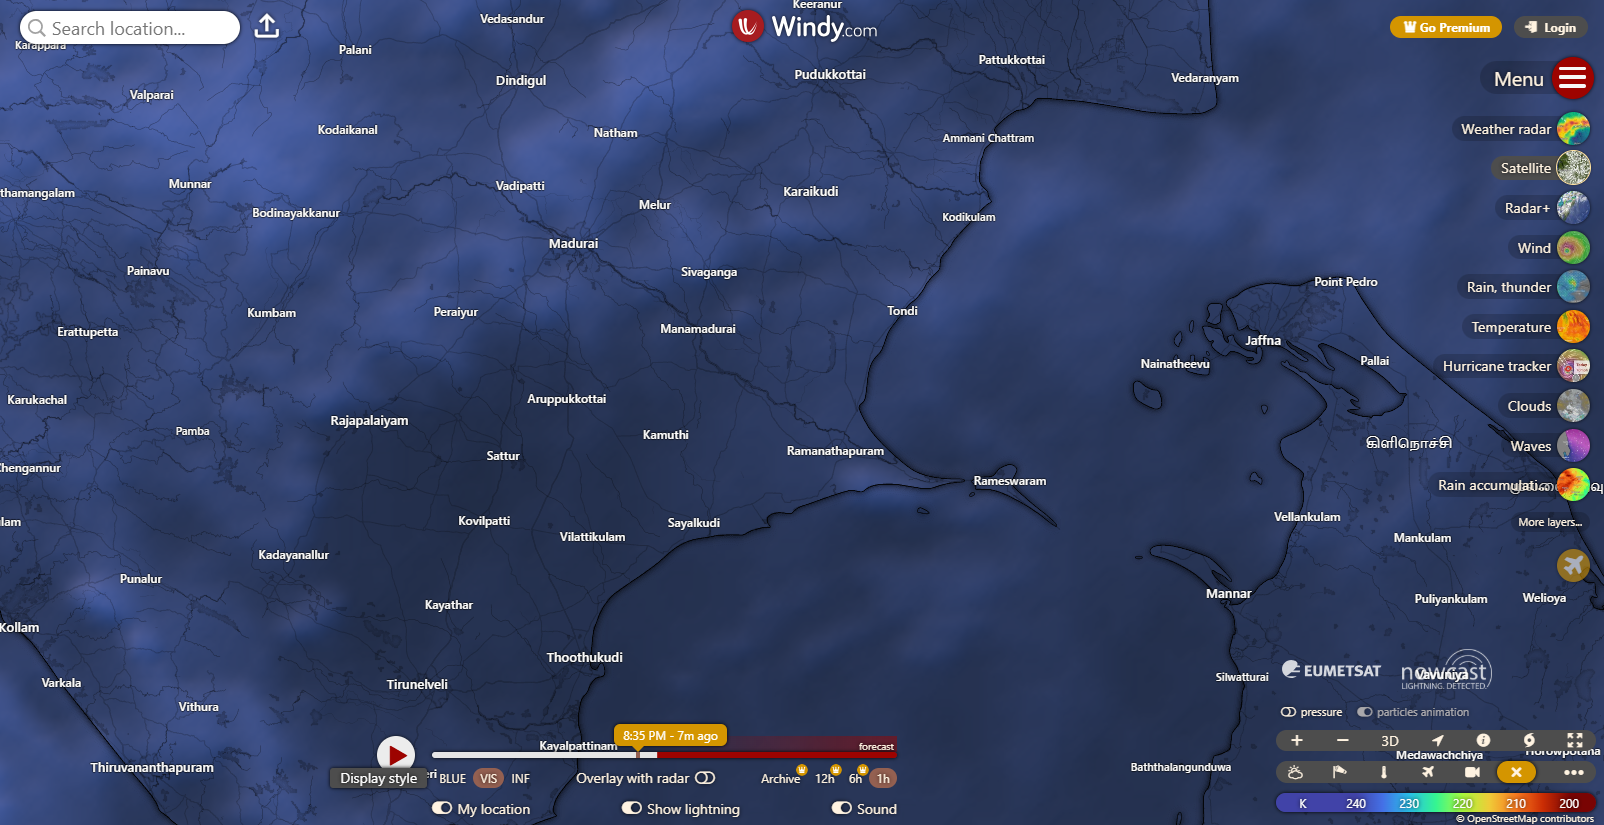 Keeranur
Search location...
Vedasandur
Windy.com
Go Premium
Login
Karappara
Palani
Pattukkottai
Dindigul
Pudukkottai
Vedaranyam
Menu
Valparai
Kodaikanal
Natham
Ammani Chattram
Weather radar
Satellite
thamangalam
Munnar
Vadipatti
Karaikudi
Bodinayakkanur
Melur
Kodikulam
Radar+
Madurai
Wind
Painavu
Sivaganga
Point Pedro
Rain, thunder
Kumbam
Peraiyur
Tondi
Erattupetta
Manamadurai
Temperature
Jaffna
Nainatheevu
Pallai
Hurricane tracker
Karukachal
Aruppukkottai
Clouds
Rajapalaiyam
Pamba
Kamuthi
கிளிநொச்சி
Waves
Sattur
Ramanathapuram
Chengannur
Rameswaram
Rain accumulati...
lam
Kovilpatti
Sayalkudi
Vellankulam
More layers...
Vilattikulam
Mankulam
Kadayanallur
Punalur
Kayathar
Mannar
Puliyankulam
Welioya
Kollam
Thoothukudi
EUMETSAT
nowcast
Vavuniya
LIGHTNING. DETECTED.
Varkala
Tirunelveli
Silwatturai
Vithura
pressure
particles animation
8:35 PM - 7m ago
Kayalpattinam
forecast
3D
Horowpotana
Medawachchiya
Thiruvananthapuram
Baththalangunduwa
Display style
eri
BLUE
VIS
INF
Overlay with radar
Archive
12h
6h
1h
My location
Show lightning
Sound
K 240 230 220 210 200
© OpenStreetMap contributors